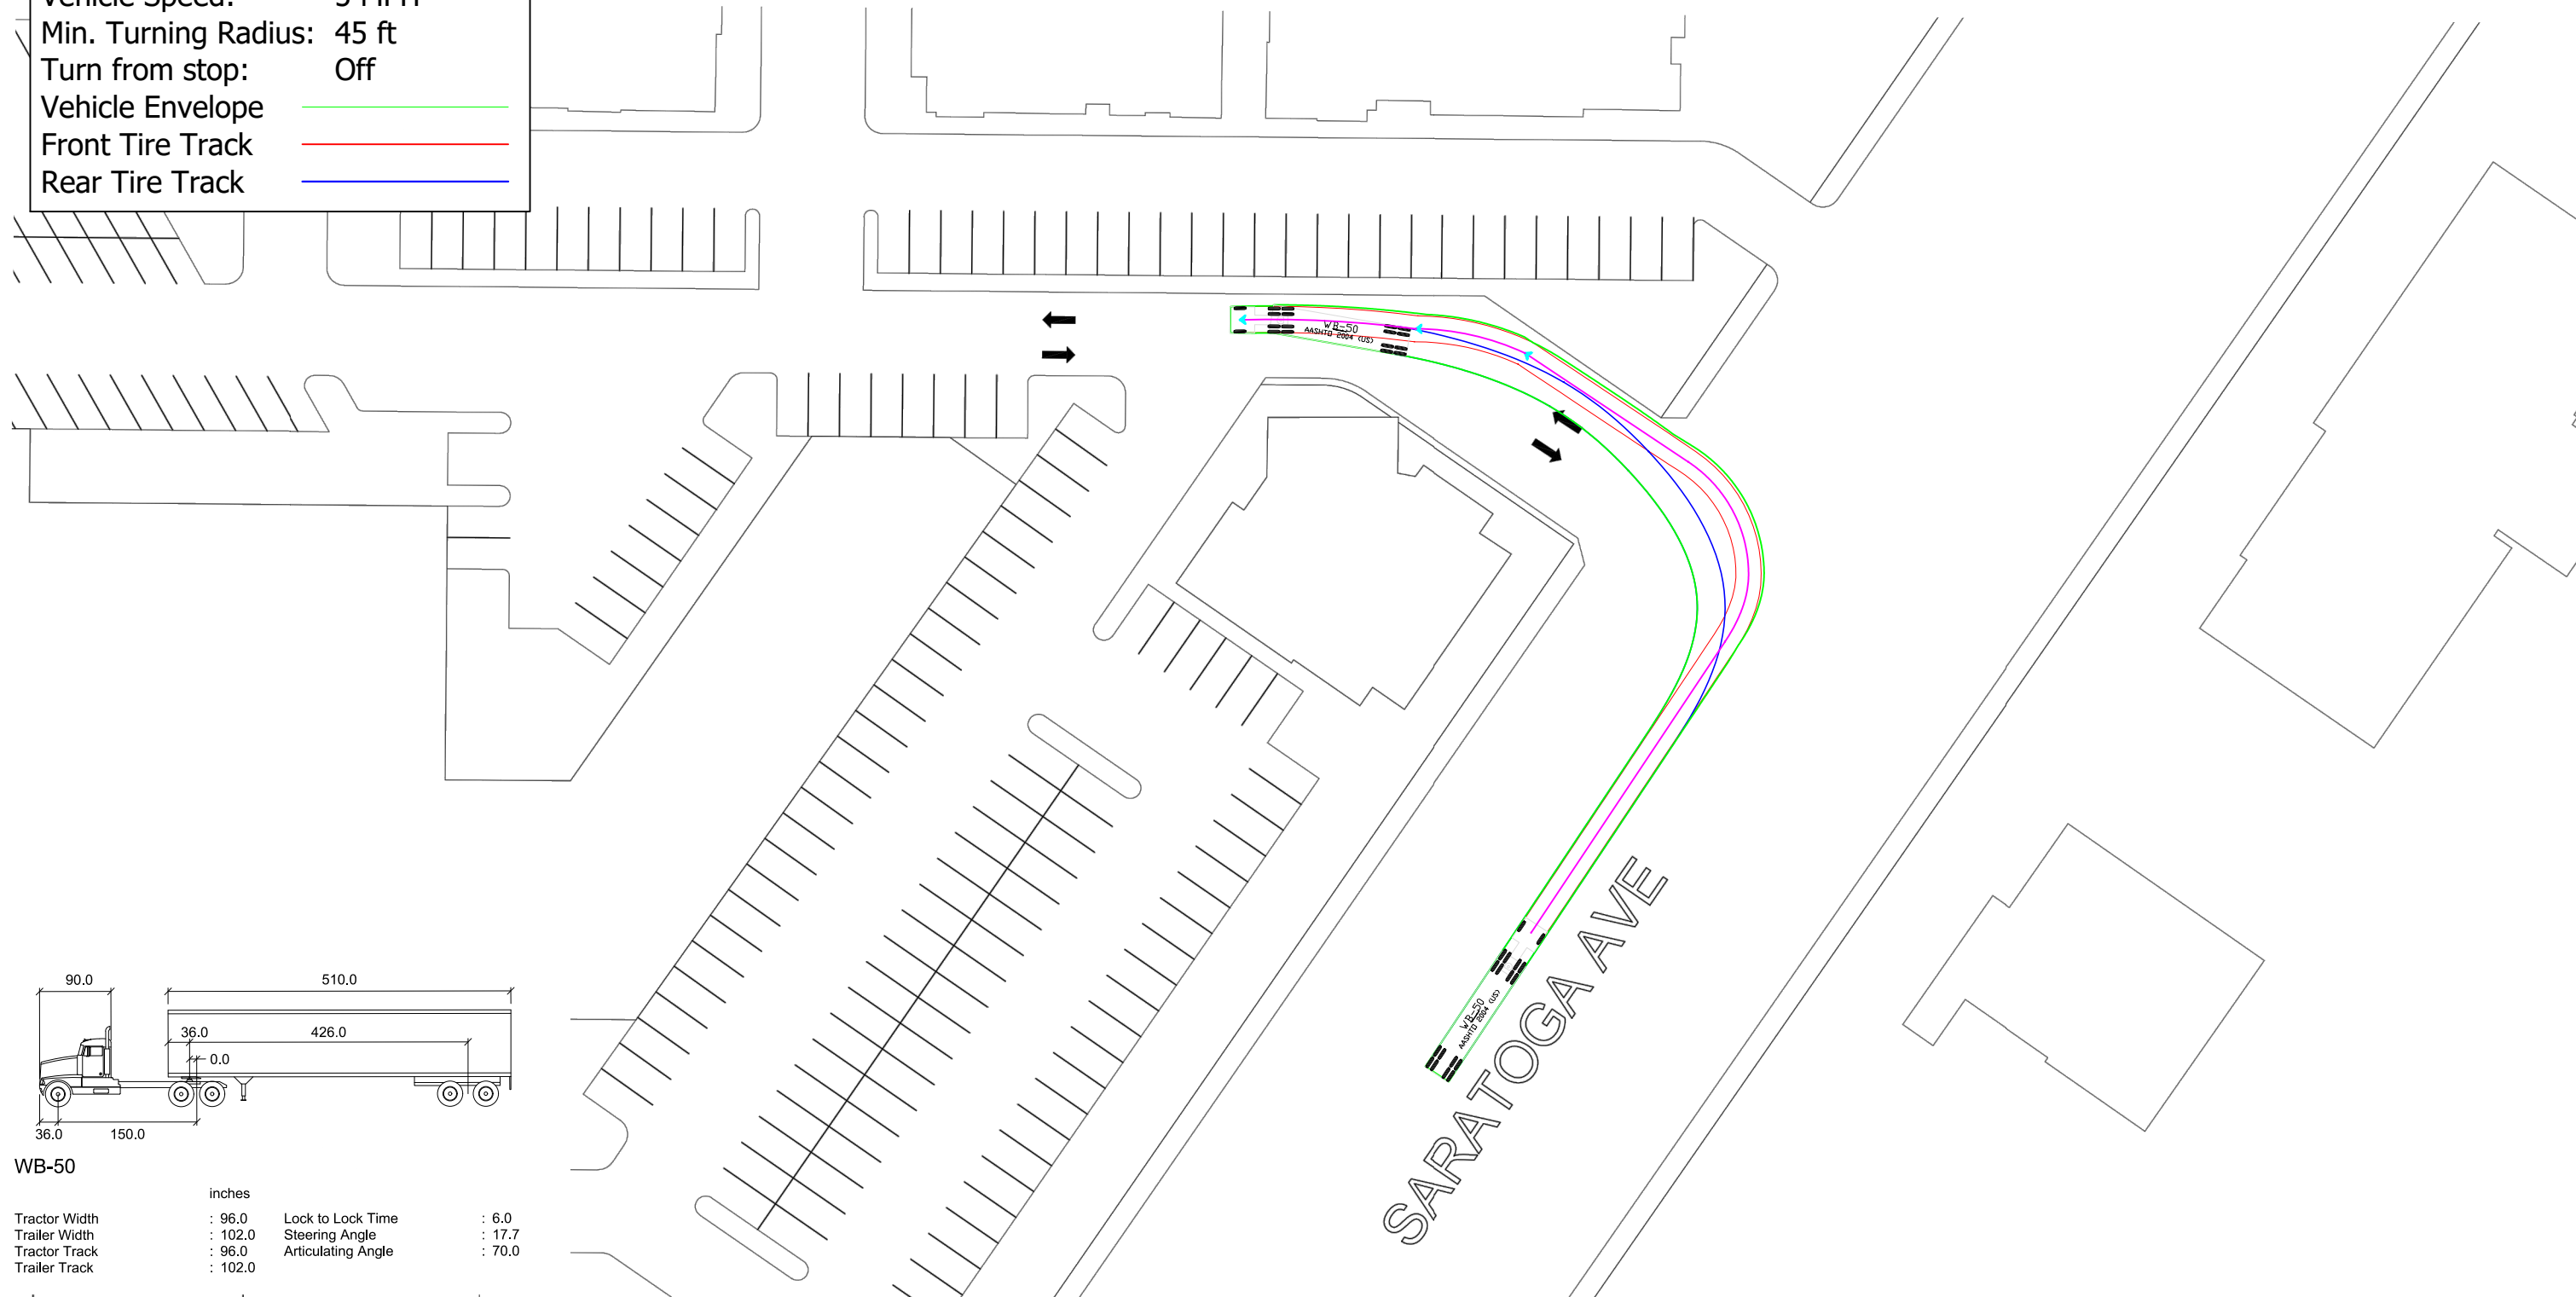 Min. Turning Radius: 45 ft
Turn from stop: Off
Vehicle Envelope
Front Tire Track
Rear Tire Track
WB-50
AASHTO 2004 (US)
WB-50
AASHTO 2004 (US)
SARATOGA AVE
90.0
510.0
36.0
426.0
0.0
36.0
150.0
WB-50
inches
Tractor Width : 96.0 Lock to Lock Time : 6.0
Trailer Width : 102.0 Steering Angle : 17.7
Tractor Track : 96.0 Articulating Angle : 70.0
Trailer Track : 102.0